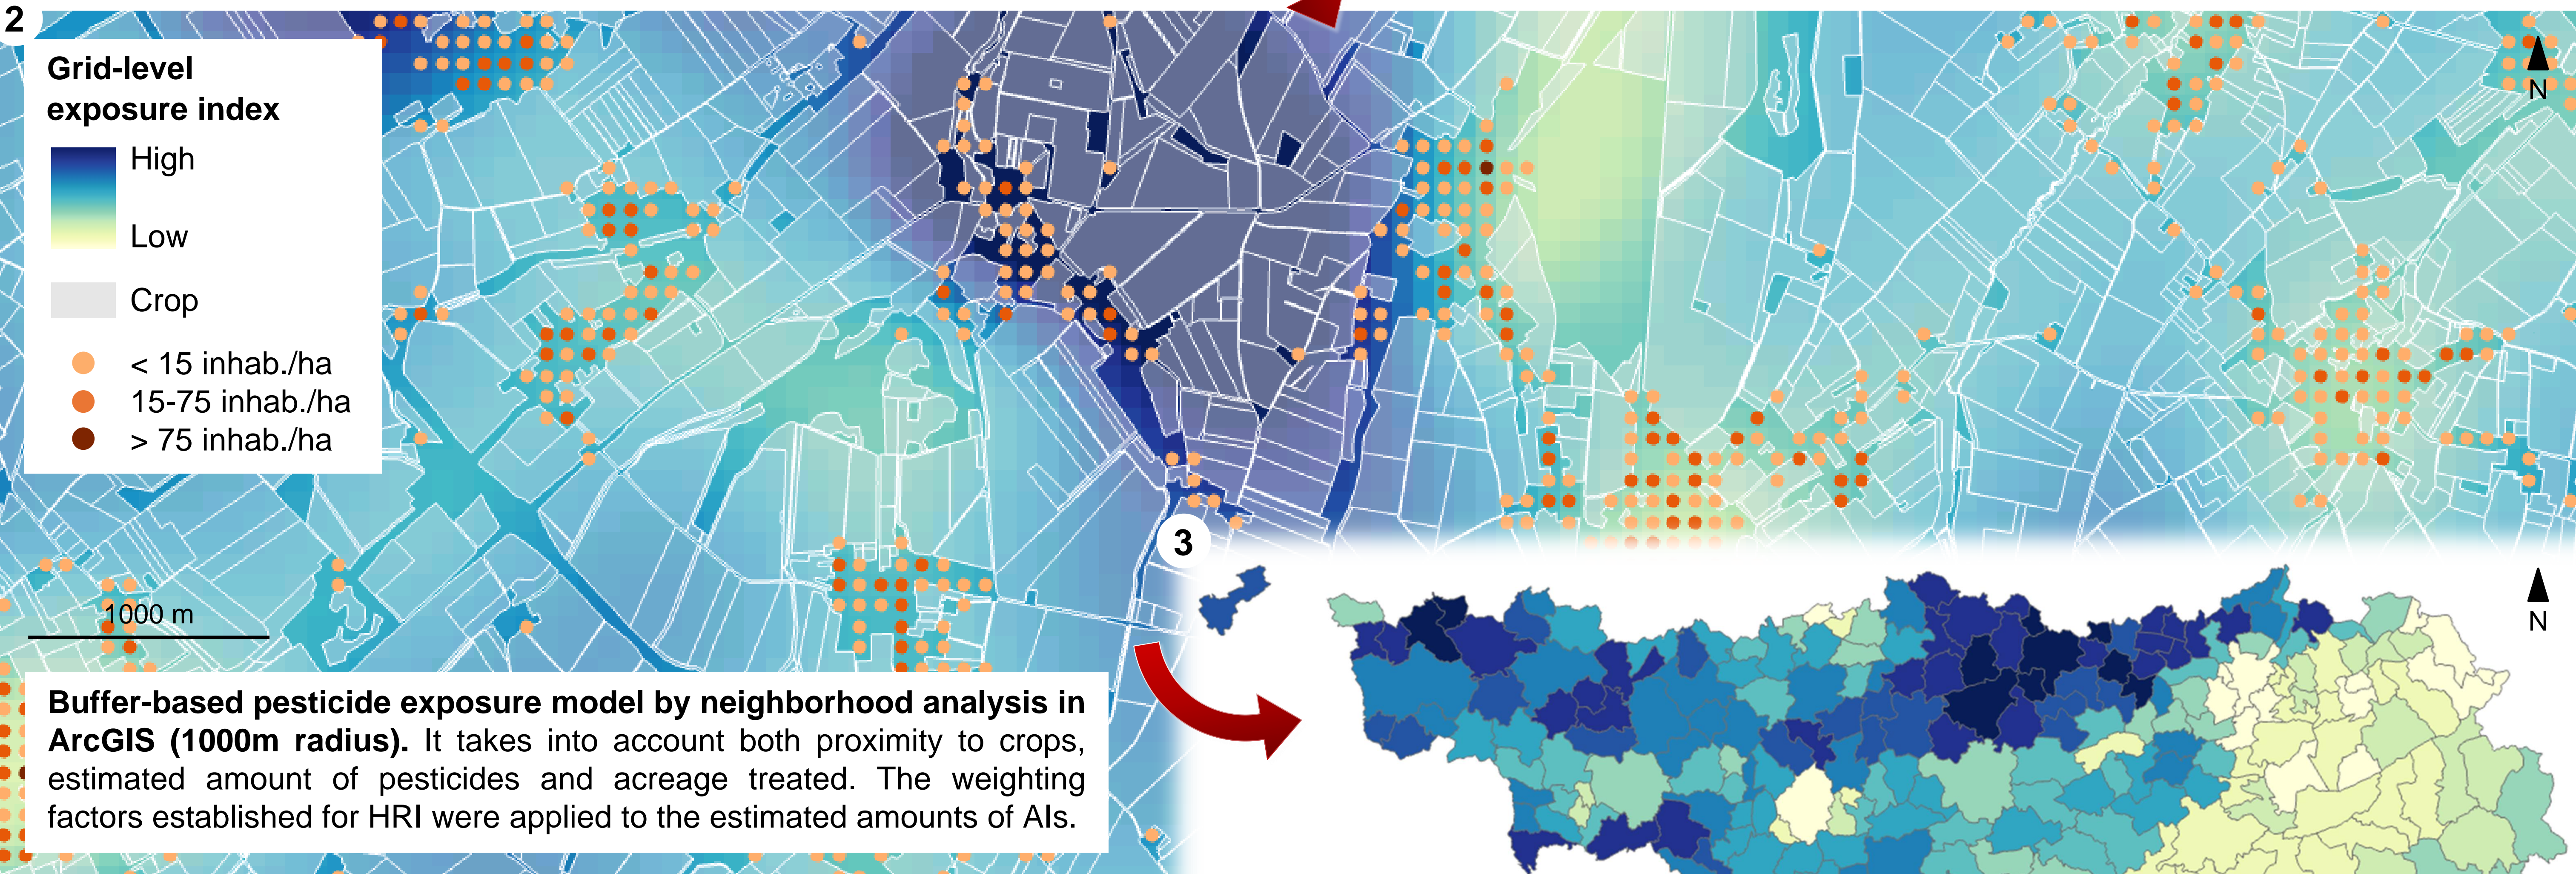 2
Grid-level
exposure index
High
Low
Crop
< 15 inhab./ha
15-75 inhab./ha
> 75 inhab./ha
N
1000 m
Buffer-based pesticide exposure model by neighborhood analysis in
ArcGIS (1000m radius). It takes into account both proximity to crops,
estimated amount of pesticides and acreage treated. The weighting
factors established for HRI were applied to the estimated amounts of AIs.
3
N